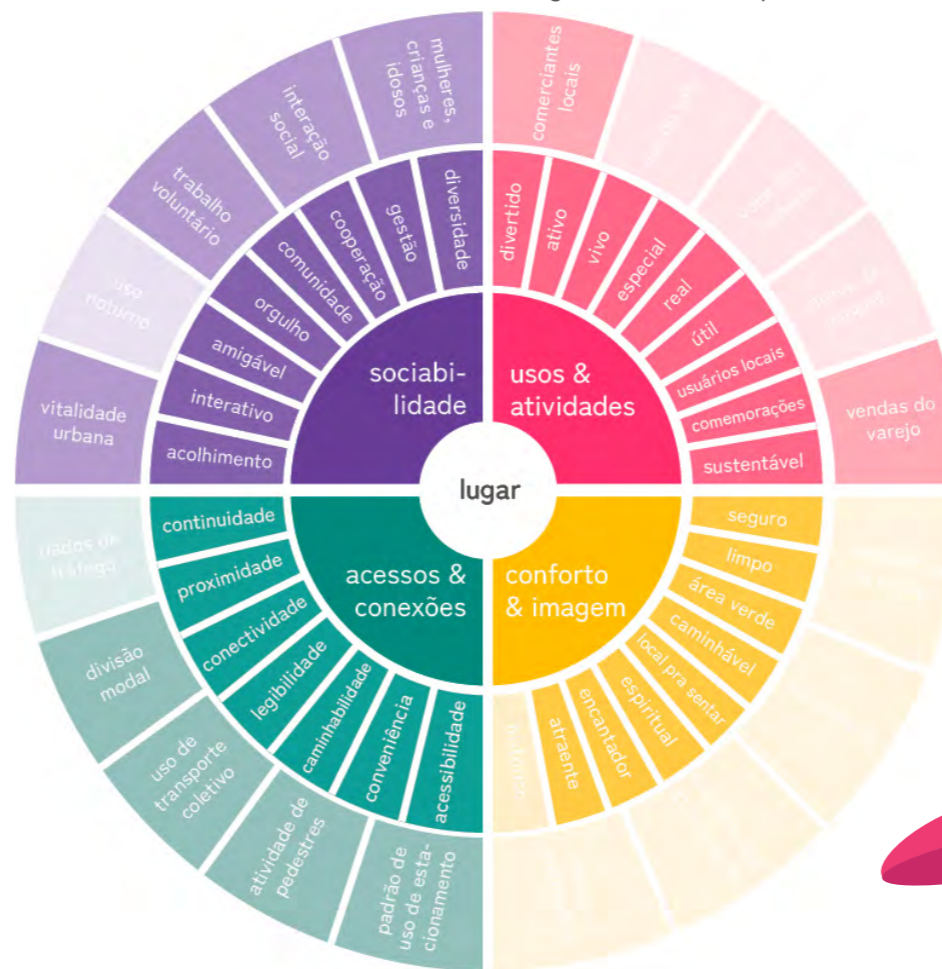 lugar
sociabi-
lidade
usos &
atividades
acessos &
conexões
conforto
& imagem
diversidade
gestão
cooperação
comunidade
orgulho
amigável
interativo
acolhimento
divertido
ativo
vivo
especial
real
útil
usuários locais
comemorações
sustentável
continuidade
proximidade
conectividade
legibilidade
caminhabilidade
conveniência
acessibilidade
seguro
limpo
área verde
caminhável
local pra sentar
espiritual
encantador
atraente
mulheres,
crianças e
idosos
interação
social
trabalho
voluntário
uso
noturno
vitalidade
urbana
comerciantes
locais
vendas do
varejo
dados de
tráfego
divisão
modal
uso de
transporte
coletivo
atividade de
pedestres
padrão de
uso de esta-
cionamento